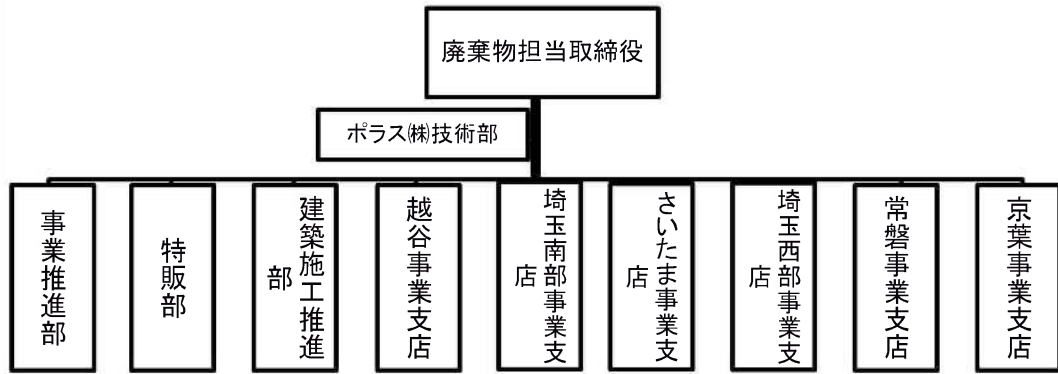 廃棄物担当取締役
ポラス㈱技術部
事業推進部
特販部
建築施工推進
部
越谷事業支店
埼玉南部事業支
店
さいたま事業支
店
埼玉西部事業支
店
常磐事業支店
京葉事業支店